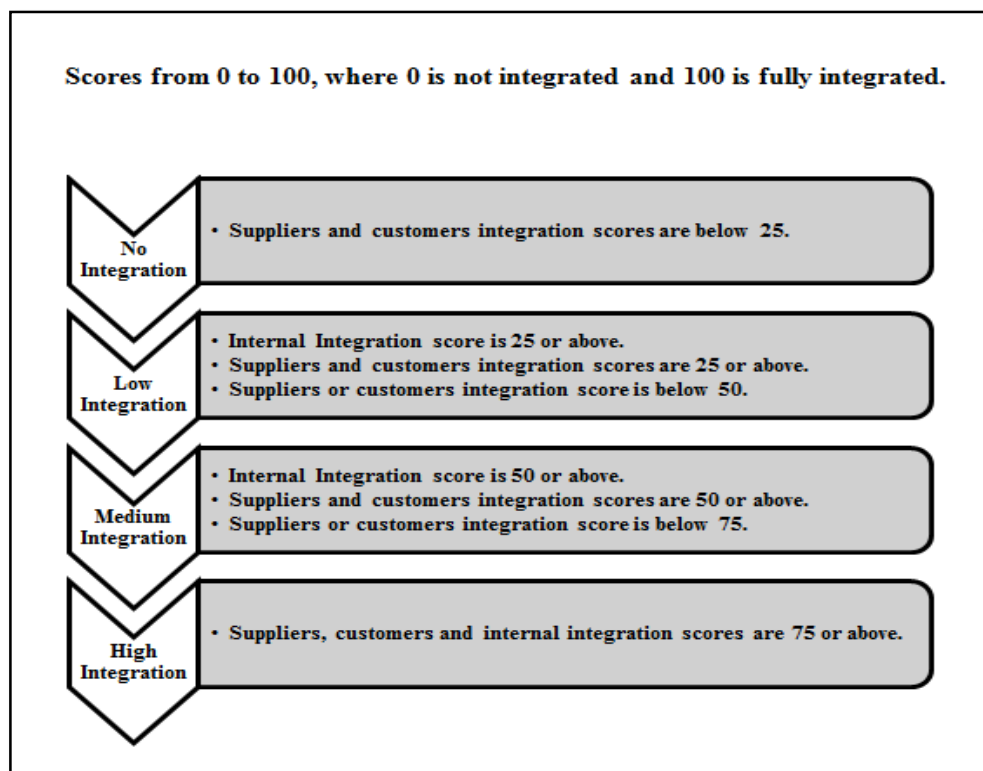 Scores from 0 to 100, where 0 is not integrated and 100 is fully integrated.
No
Integration
• Suppliers and customers integration scores are below 25.
Low
Integration
• Internal Integration score is 25 or above.
• Suppliers and customers integration scores are 25 or above.
• Suppliers or customers integration score is below 50.
Medium
Integration
• Internal Integration score is 50 or above.
• Suppliers and customers integration scores are 50 or above.
• Suppliers or customers integration score is below 75.
High
Integration
• Suppliers, customers and internal integration scores are 75 or above.